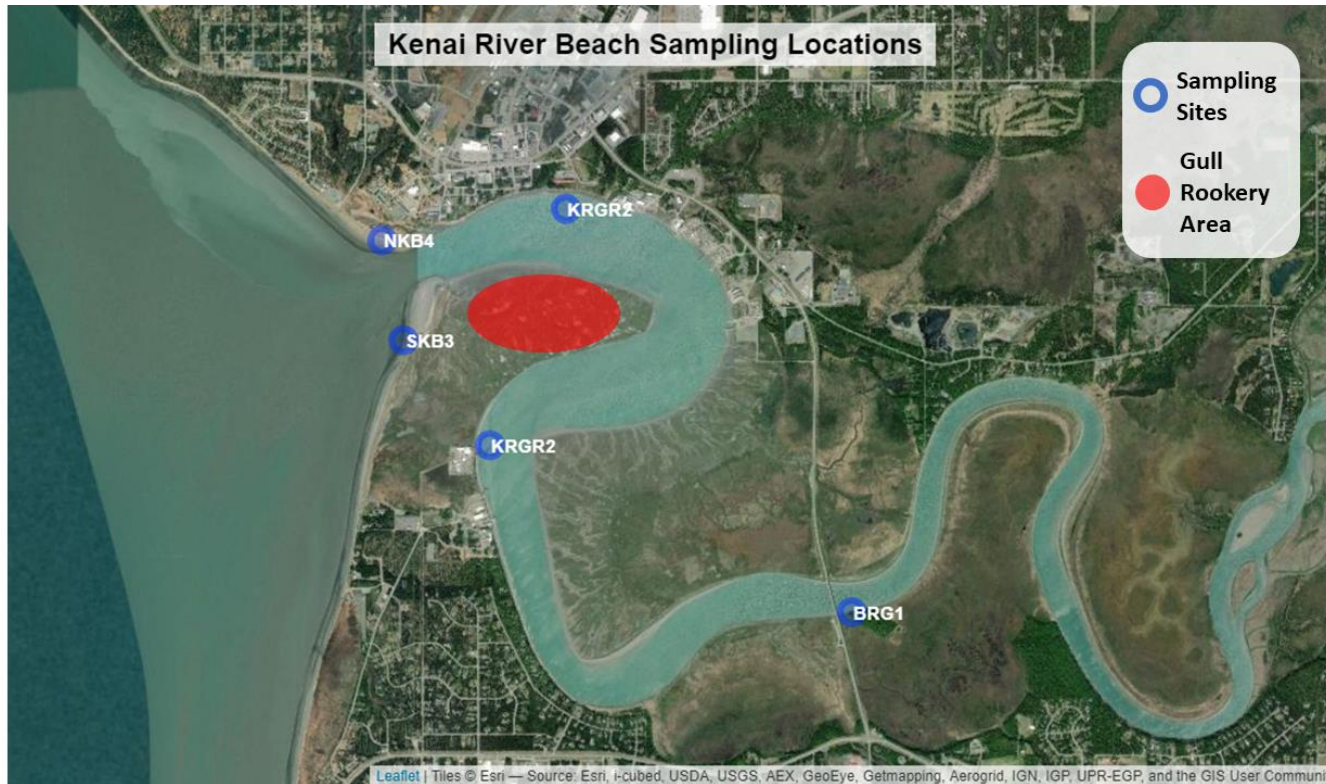 Kenai River Beach Sampling Locations
Sampling
Sites
Gull
Rookery
Area
KRGR2
NKB4
SKB3
KRGR2
BRG1
Leaflet | Tiles © Esri — Source: Esri, i-cubed, USDA, USGS, AEX, GeoEye, Getmapping, Aerogrid, IGN, IGP, UPR-EGP, and the GIS User Communi